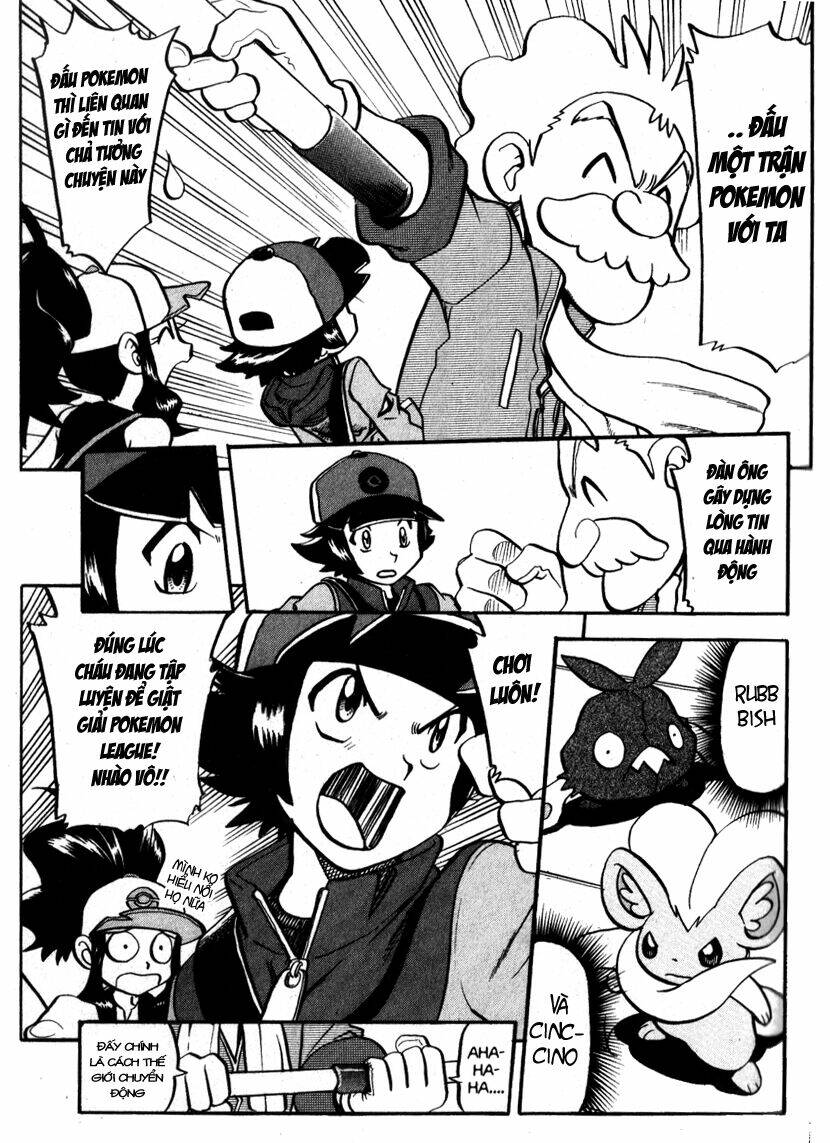 .. ĐẤU
MỘT TRẬN
POKEMON
VỚI TA
ĐẤU POKEMON
THÌ LIÊN QUAN
GÌ ĐẾN TIN VỚI
CHẢ TƯỞNG
CHUYỆN NÀY
ĐÀN ÔNG
GÂY DỰNG
LÒNG TIN
QUA HÀNH
ĐỘNG
CHƠI
LUÔN!
ĐÚNG LÚC
CHÁU ĐANG TẬP
LUYỆN ĐỂ GIẬT
GIẢI POKEMON
LEAGUE!
NHÀO VÔ!!
MÌNH KO
HIỂU NỔI
HỌ NỮA
RUBB
BISH
VÀ
CINC-
CINO
AHA-
HA-
HA....
ĐẤY CHÍNH
LÀ CÁCH THẾ
GIỚI CHUYỂN
ĐỘNG